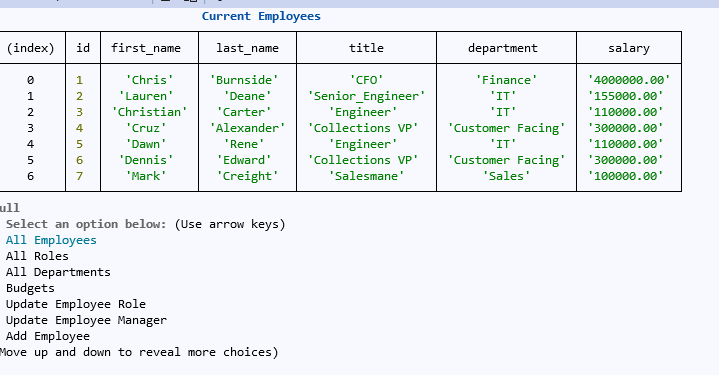 Current Employees
(index) id first_name last_name title department salary
0 1 'Chris' 'Burnside' 'CFO' 'Finance' '4000000.00'
1 2 'Lauren' 'Deane' 'Senior_Engineer' 'IT' '155000.00'
2 3 'Christian' 'Carter' 'Engineer' 'IT' '110000.00'
3 4 'Cruz' 'Alexander' 'Collections VP' 'Customer Facing' '300000.00'
4 5 'Dawn' 'Rene' 'Engineer' 'IT' '110000.00'
5 6 'Dennis' 'Edward' 'Collections VP' 'Customer Facing' '300000.00'
6 7 'Mark' 'Creight' 'Salesmane' 'Sales' '100000.00'
ull
Select an option below: (Use arrow keys)
All Employees
All Roles
All Departments
Budgets
Update Employee Role
Update Employee Manager
Add Employee
Move up and down to reveal more choices)